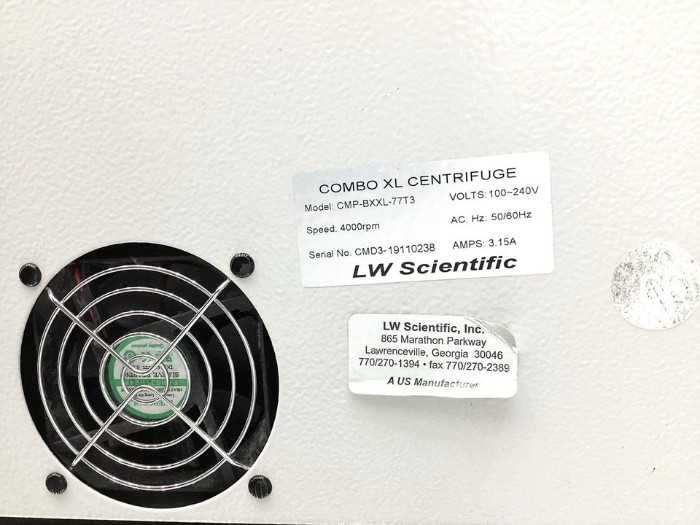 COMBO XL CENTRIFUGE
Model: CMP-BXXL-77T3 VOLTS: 100~240V
Speed: 4000rpm AC. Hz: 50/60Hz
Serial No. CMD3-19110238 AMPS: 3.15A
LW Scientific
LW Scientific, Inc.
865 Marathon Parkway
Lawrenceville, Georgia 30046
770/270-1394 • fax 770/270-2389
A US Manufacturer